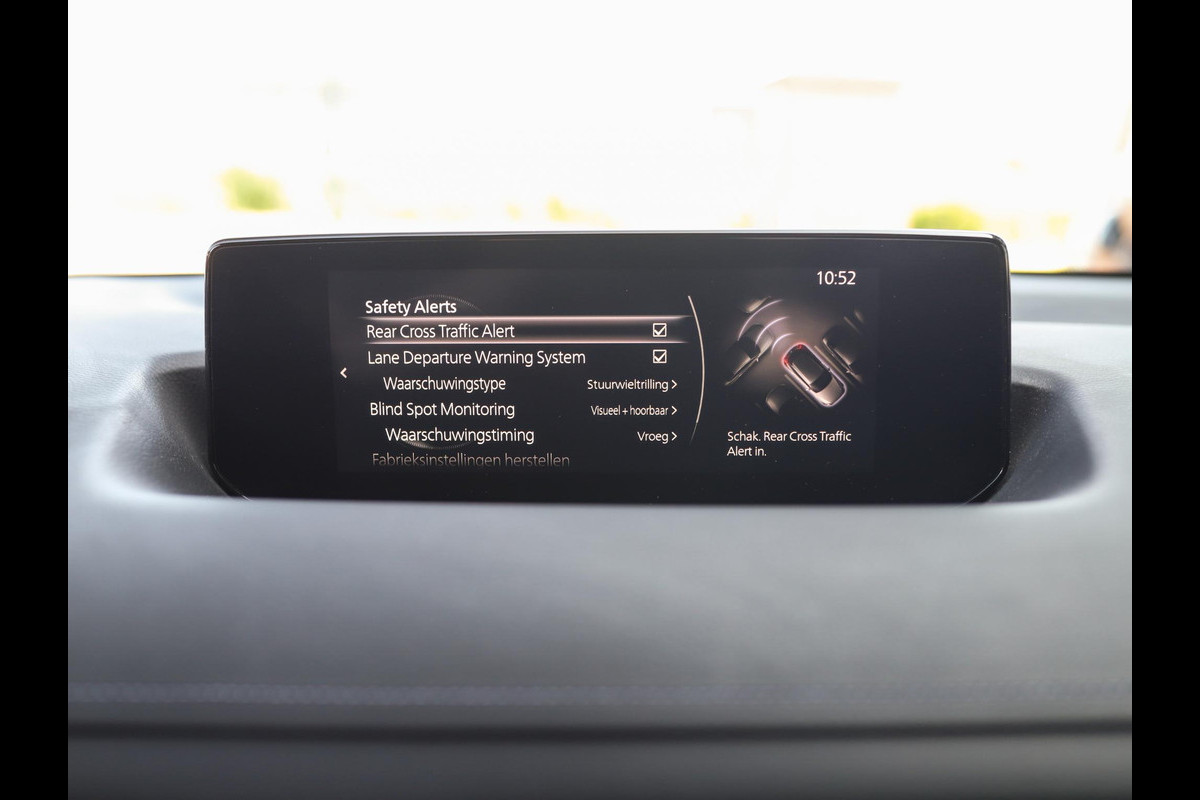 10:52
Safety Alerts
Rear Cross Traffic Alert
Lane Departure Warning System
Waarschuwingstype Stuurwieltrilling >
Blind Spot Monitoring Visueel + hoorbaar >
Waarschuwingstiming Vroeg >
Fabrieksinstellingen herstellen
Schak. Rear Cross Traffic
Alert in.